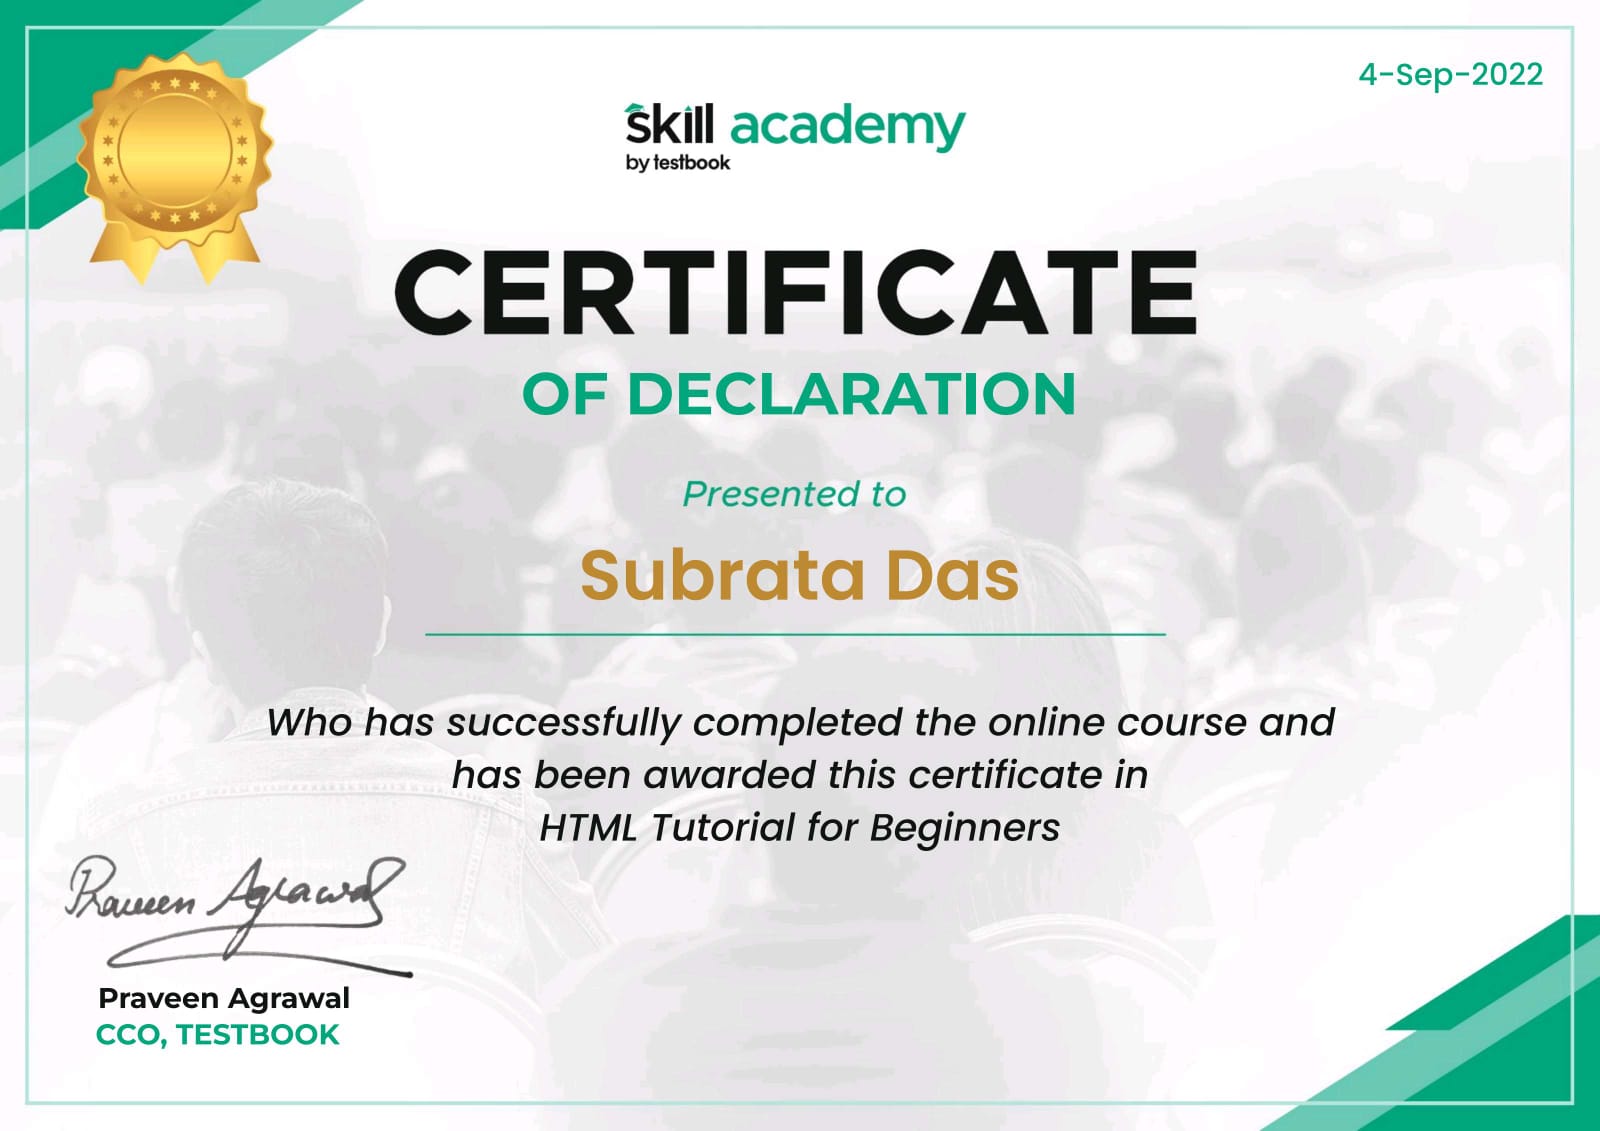 4-Sep-2022
skill academy
by testbook
CERTIFICATE
OF DECLARATION
Presented to
Subrata Das
Who has successfully completed the online course and
has been awarded this certificate in
HTML Tutorial for Beginners
Praveen Agrawal
Praveen Agrawal
CCO, TESTBOOK